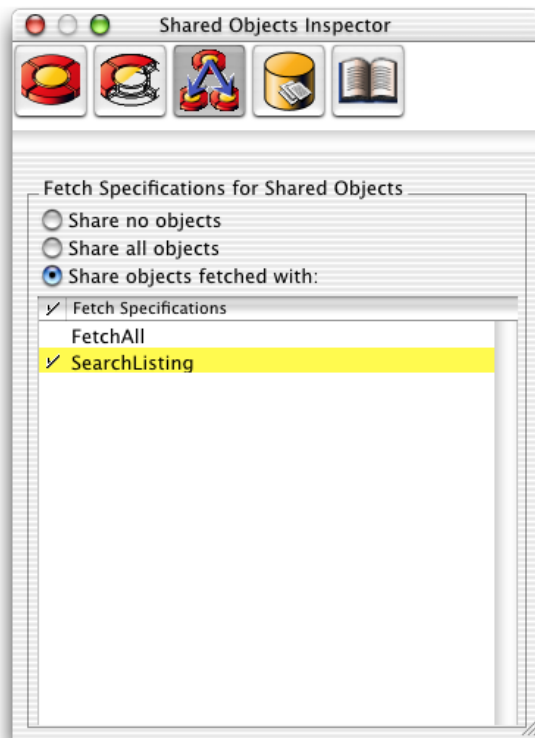 Shared Objects Inspector
Fetch Specifications for Shared Objects
Share no objects
Share all objects
Share objects fetched with:
Fetch Specifications
FetchAll
SearchListing